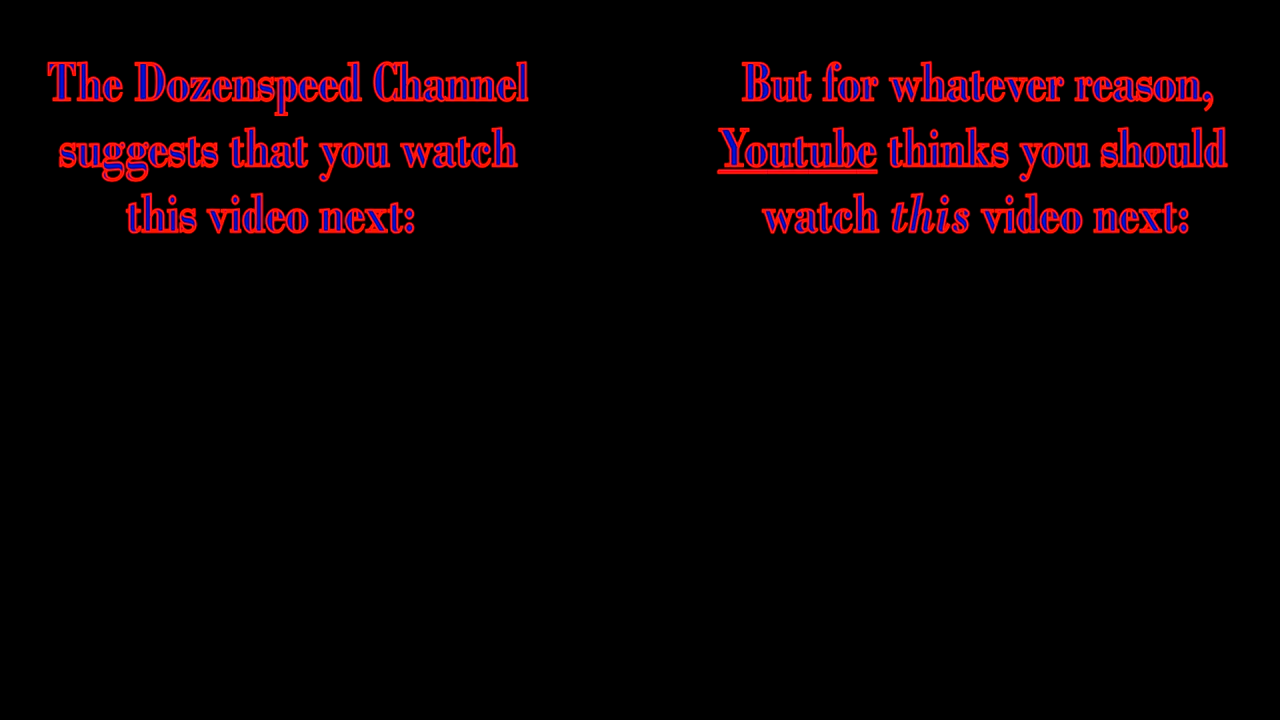 The Dozenspeed Channel
suggests that you watch
this video next:
But for whatever reason,
Youtube thinks you should
watch this video next: